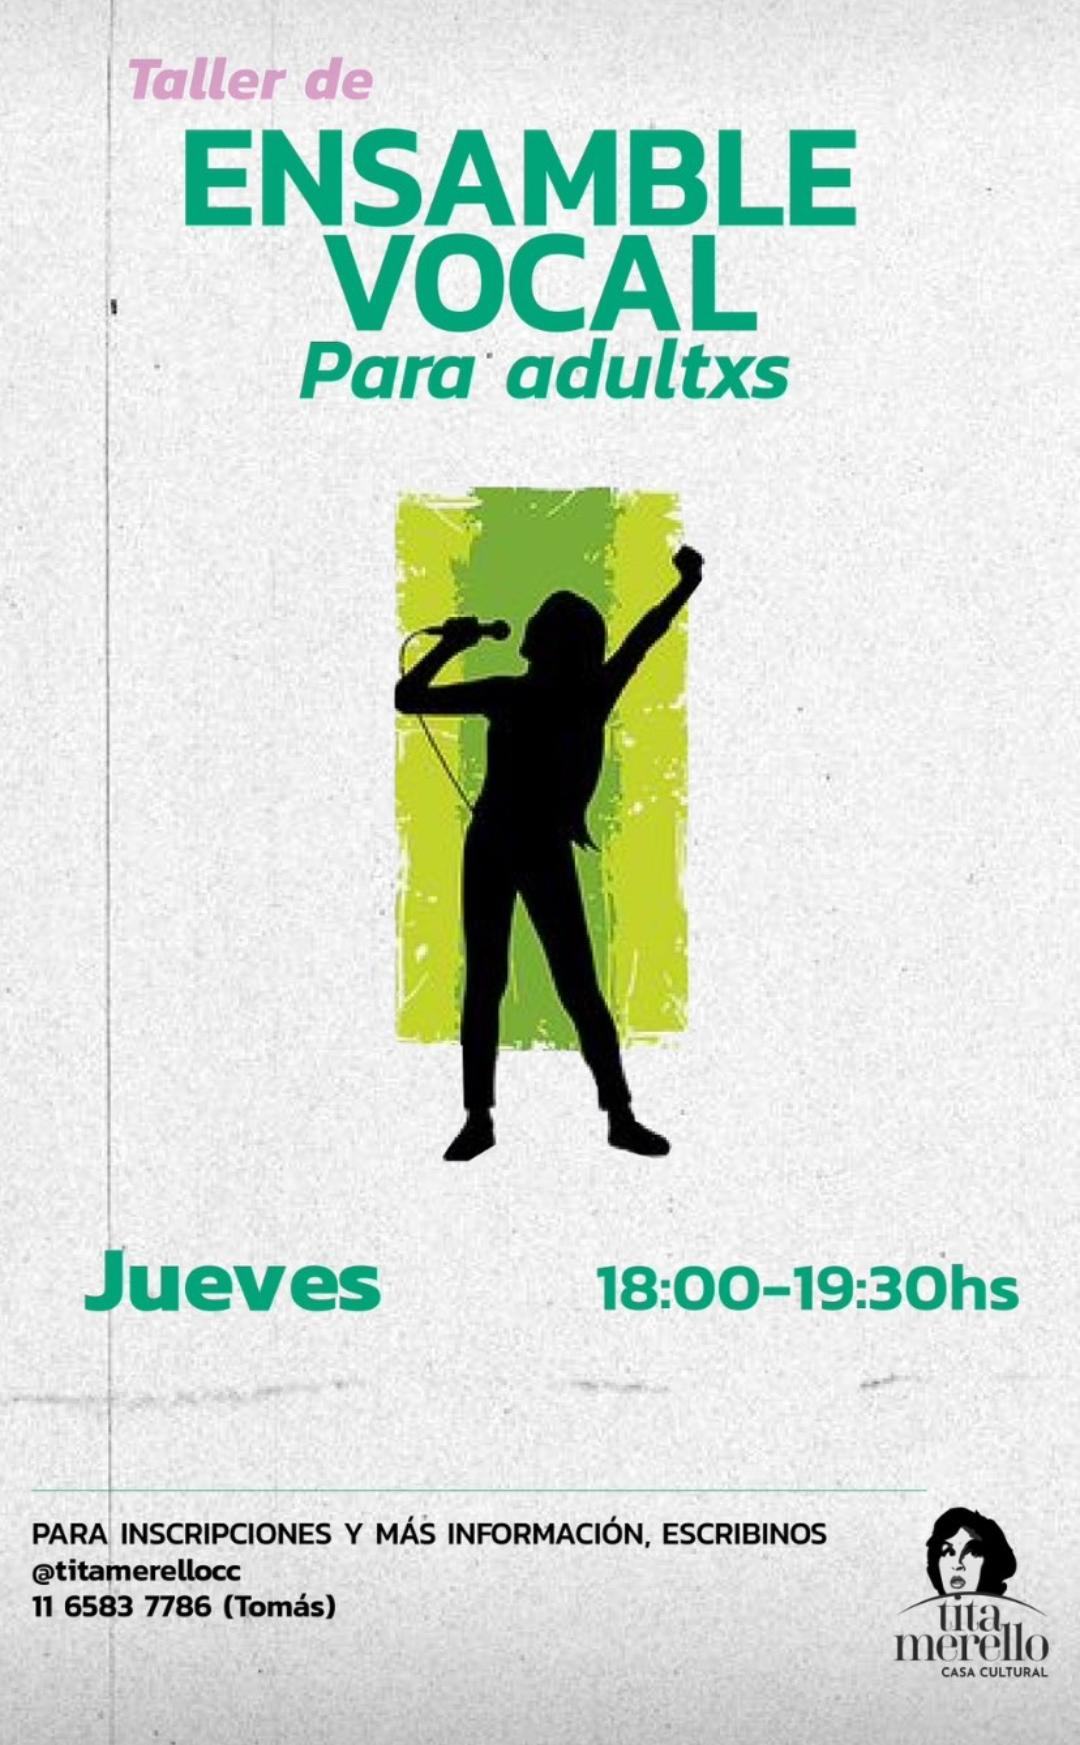 Taller de
ENSAMBLE
VOCAL
Para adultxs
Jueves
18:00-19:30hs
PARA INSCRIPCIONES Y MÁS INFORMACIÓN, ESCRIBINOS
@titamerellocc
11 6583 7786 (Tomás)
tita
merello
CASA CULTURAL